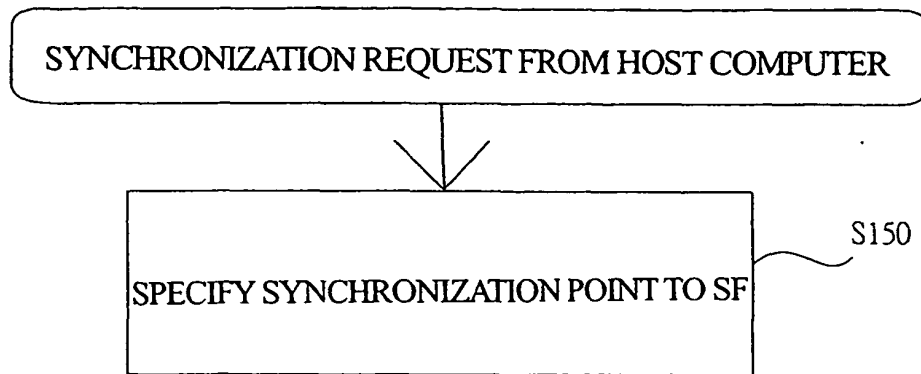 SYNCHRONIZATION REQUEST FROM HOST COMPUTER
S150
SPECIFY SYNCHRONIZATION POINT TO SF